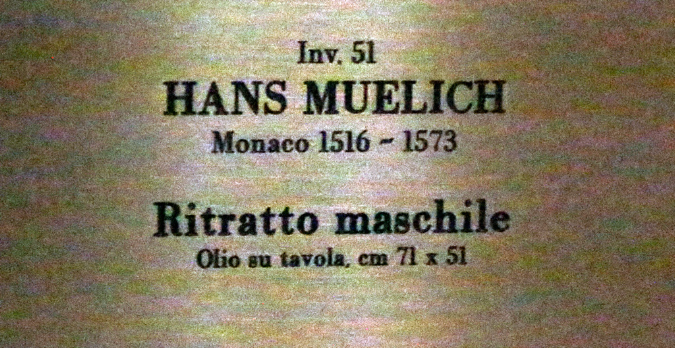 Inv. 51
HANS MUELICH
Monaco 1516 ~ 1573
Ritratto maschile
Olio su tavola, cm 71 x 51